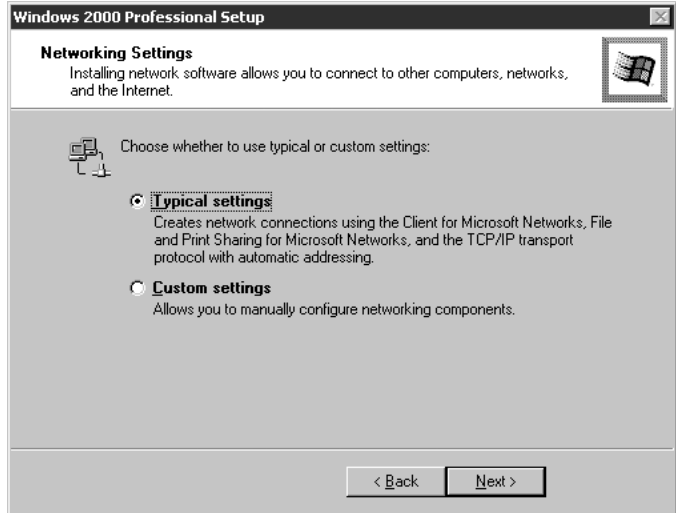 Windows 2000 Professional Setup
Networking Settings
Installing network software allows you to connect to other computers, networks,
and the Internet.
Choose whether to use typical or custom settings:
Typical settings
Creates network connections using the Client for Microsoft Networks, File
and Print Sharing for Microsoft Networks, and the TCP/IP transport
protocol with automatic addressing.
Custom settings
Allows you to manually configure networking components.
< Back Next >